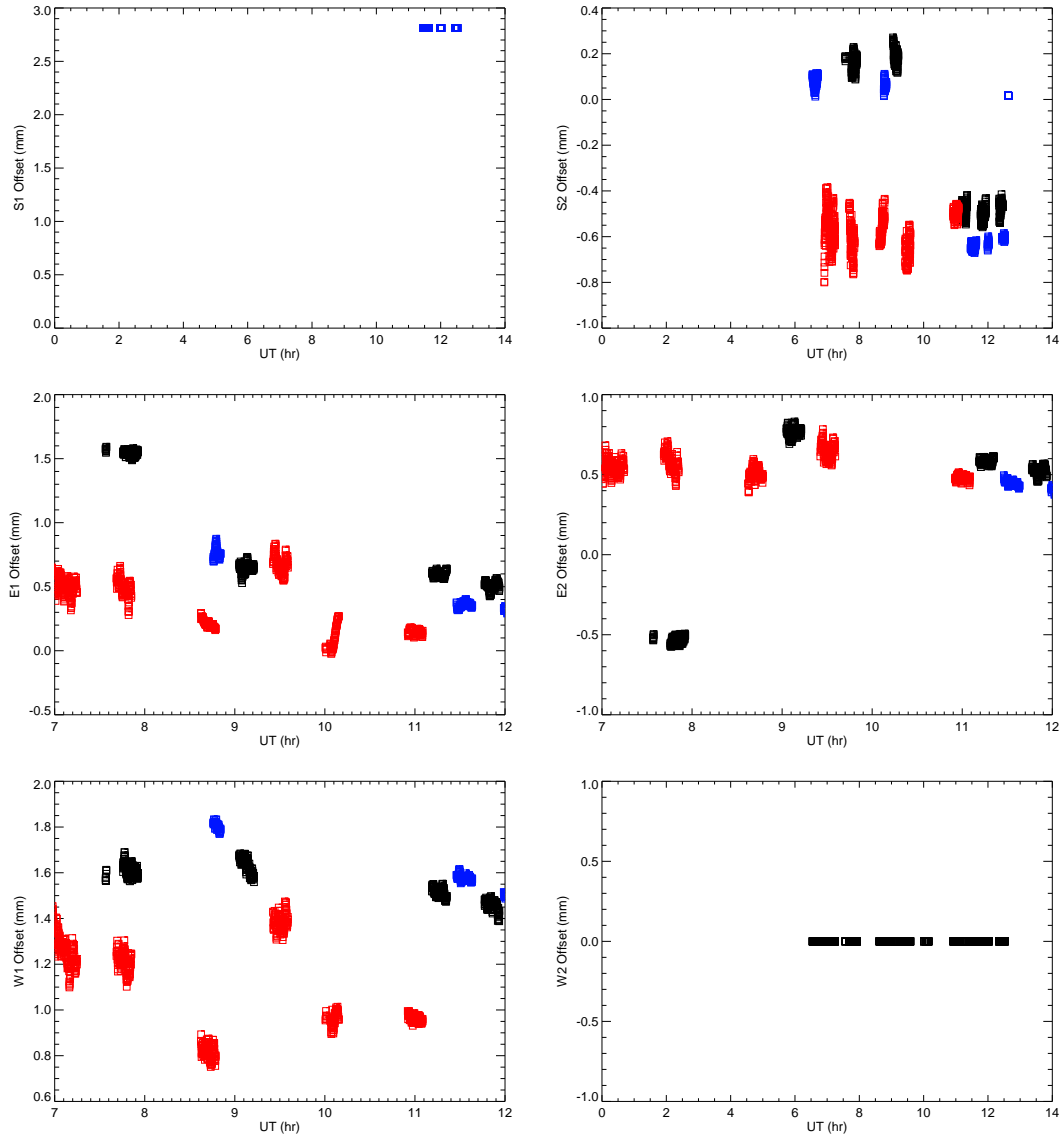 3.0
2.5
2.0
1.5
1.0
0.5
0.0
S1 Offset (mm)
0 2 4 6 8 10 12 14
UT (hr)
0.4
0.2
0.0
-0.2
-0.4
-0.6
-0.8
-1.0
S2 Offset (mm)
0 2 4 6 8 10 12 14
UT (hr)
2.0
1.5
1.0
0.5
0.0
-0.5
E1 Offset (mm)
7 8 9 10 11 12
UT (hr)
1.0
0.5
0.0
-0.5
-1.0
E2 Offset (mm)
7 8 9 10 11 12
UT (hr)
2.0
1.8
1.6
1.4
1.2
1.0
0.8
0.6
W1 Offset (mm)
7 8 9 10 11 12
UT (hr)
1.0
0.5
0.0
-0.5
-1.0
W2 Offset (mm)
0 2 4 6 8 10 12 14
UT (hr)